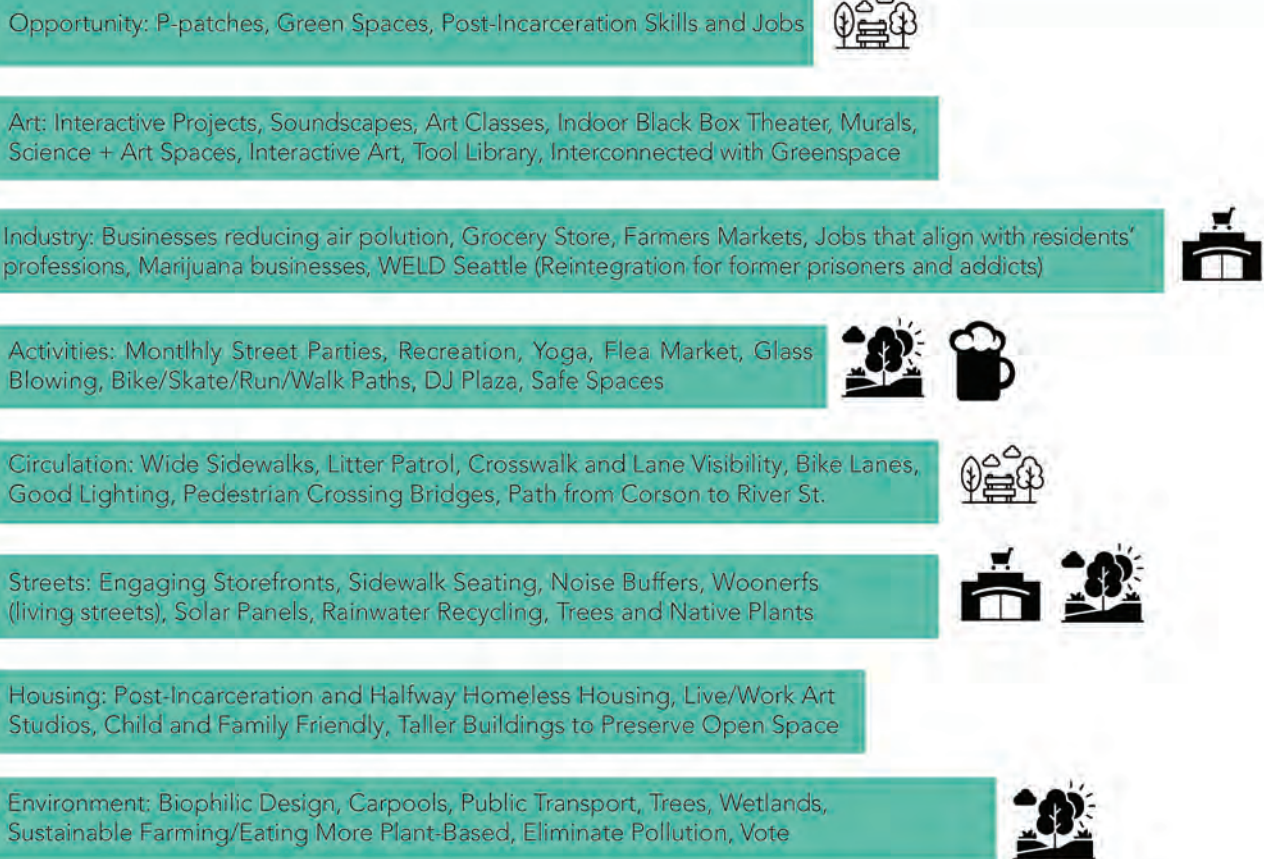 Opportunity: P-patches, Green Spaces, Post-Incarceration Skills and Jobs
Art: Interactive Projects, Soundscapes, Art Classes, Indoor Black Box Theater, Murals,
Science + Art Spaces, Interactive Art, Tool Library, Interconnected with Greenspace
Industry: Businesses reducing air polution, Grocery Store, Farmers Markets, Jobs that align with residents'
professions, Marijuana businesses, WELD Seattle (Reintegration for former prisoners and addicts)
Activities: Montlhly Street Parties, Recreation, Yoga, Flea Market, Glass
Blowing, Bike/Skate/Run/Walk Paths, DJ Plaza, Safe Spaces
Circulation: Wide Sidewalks, Litter Patrol, Crosswalk and Lane Visibility, Bike Lanes,
Good Lighting, Pedestrian Crossing Bridges, Path from Corson to River St.
Streets: Engaging Storefronts, Sidewalk Seating, Noise Buffers, Woonerfs
(living streets), Solar Panels, Rainwater Recycling, Trees and Native Plants
Housing: Post-Incarceration and Halfway Homeless Housing, Live/Work Art
Studios, Child and Family Friendly, Taller Buildings to Preserve Open Space
Environment: Biophilic Design, Carpools, Public Transport, Trees, Wetlands,
Sustainable Farming/Eating More Plant-Based, Eliminate Pollution, Vote